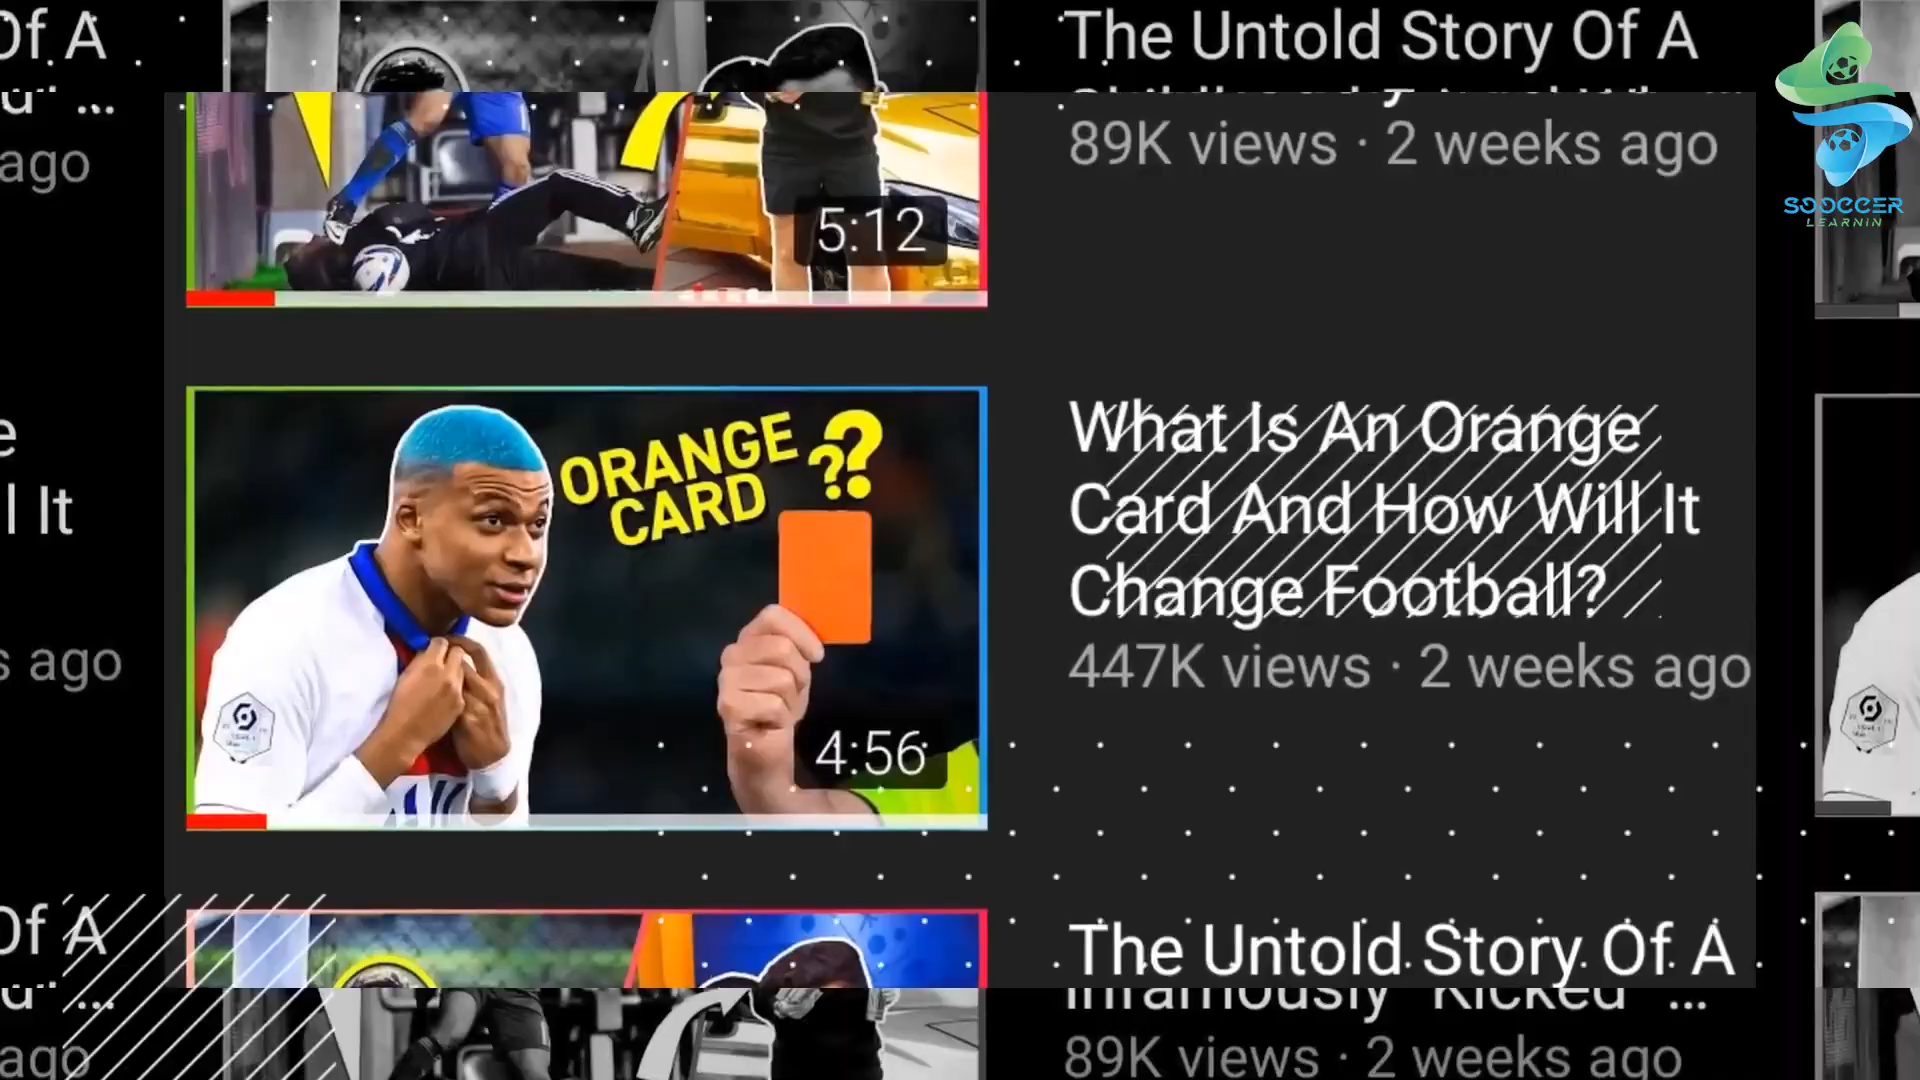 Of A
The Untold Story Of A
ago
89K views · 2 weeks ago
5:12
SOOCCER
LEARNIN
ORANGE
CARD ??
4:56
What Is An Orange
Card And How Will It
Change Football?
447K views · 2 weeks ago
l It
s ago
Of A
The Untold Story Of A
Infamously "Kicked" ...
ago
89K views · 2 weeks ago